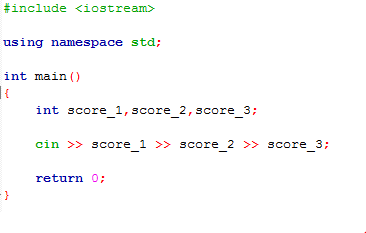 #include <iostream>
using namespace std;
int main()
{
int score_1,score_2,score_3;
cin >> score_1 >> score_2 >> score_3;
return 0;
}